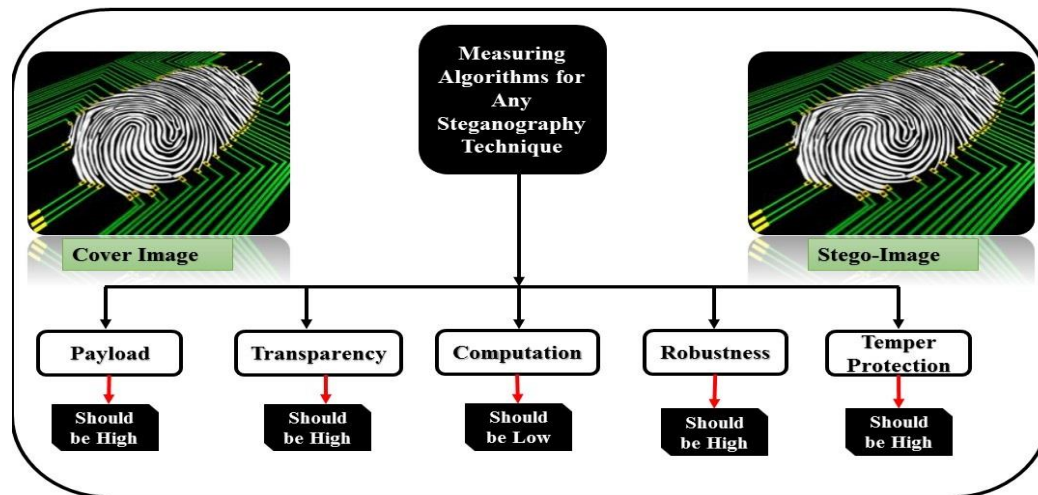 Measuring
Algorithms for
Any
Steganography
Technique
Cover Image
Stego-Image
Payload
Transparency
Computation
Robustness
Temper
Protection
Should
be High
Should
be High
Should
be Low
Should
be High
Should
be High